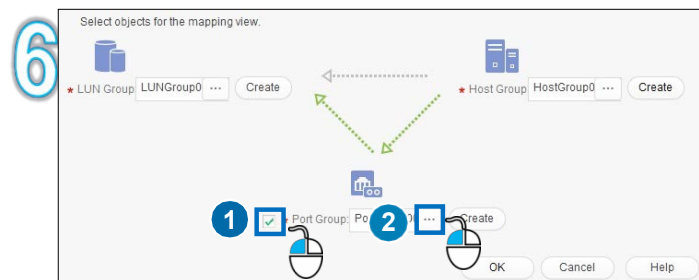 6
Select objects for the mapping view.
* LUN Group LUNGroup0 ... Create
* Host Group HostGroup0 ... Create
1 * Port Group: 2 ... Create
OK Cancel Help